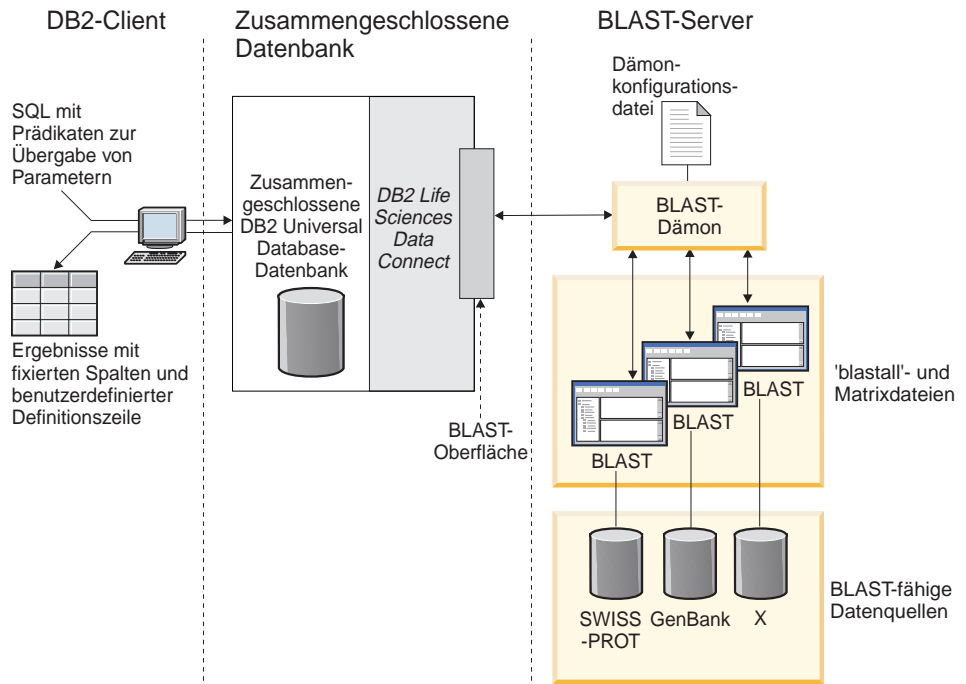 DB2-Client
Zusammengeschlossene
Datenbank
BLAST-Server
SQL mit
Prädikaten zur
Übergabe von
Parametern
Ergebnisse mit
fixierten Spalten und
benutzerdefinierter
Definitionszeile
Zusammen-
geschlossene
DB2 Universal
Database-
Datenbank
DB2 Life
Sciences
Data
Connect
BLAST-
Oberfläche
Dämon-
konfigurations-
datei
BLAST-
Dämon
BLAST
BLAST
BLAST
'blastall'- und
Matrixdateien
SWISS
-PROT
GenBank
X
BLAST-fähige
Datenquellen